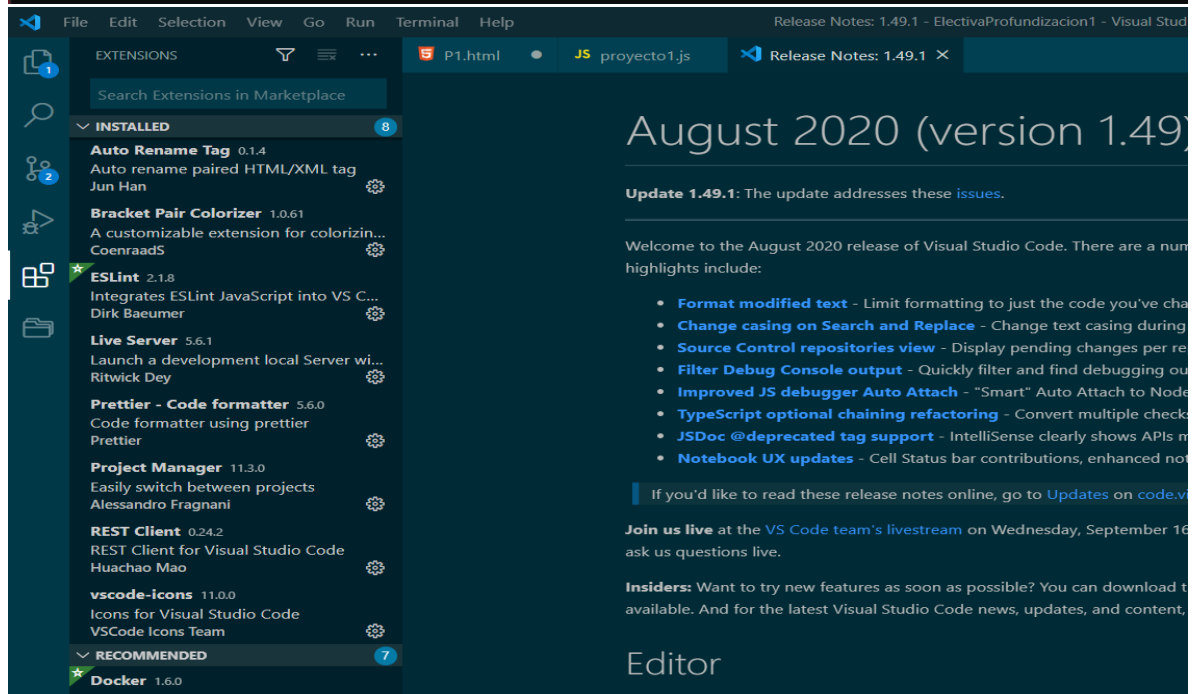 File Edit Selection View Go Run Terminal Help
Release Notes: 1.49.1 - ElectivaProfundizacion1 - Visual Stud
EXTENSIONS
P1.html
JS proyecto1.js
Release Notes: 1.49.1
1
Search Extensions in Marketplace
INSTALLED 8
Auto Rename Tag 0.1.4
Auto rename paired HTML/XML tag
Jun Han
2
Bracket Pair Colorizer 1.0.61
A customizable extension for colorizin...
CoenraadS
ESLint 2.1.8
Integrates ESLint JavaScript into VS C...
Dirk Baeumer
Live Server 5.6.1
Launch a development local Server wi...
Ritwick Dey
Prettier - Code formatter 5.6.0
Code formatter using prettier
Prettier
Project Manager 11.3.0
Easily switch between projects
Alessandro Fragnani
REST Client 0.24.2
REST Client for Visual Studio Code
Huachao Mao
vscode-icons 11.0.0
Icons for Visual Studio Code
VSCode Icons Team
RECOMMENDED 7
Docker 1.6.0
August 2020 (version 1.49)
Update 1.49.1: The update addresses these issues.
Welcome to the August 2020 release of Visual Studio Code. There are a num
highlights include:
• Format modified text - Limit formatting to just the code you've cha
• Change casing on Search and Replace - Change text casing during
• Source Control repositories view - Display pending changes per re
• Filter Debug Console output - Quickly filter and find debugging ou
• Improved JS debugger Auto Attach - "Smart" Auto Attach to Node
• TypeScript optional chaining refactoring - Convert multiple checks
• JSDoc @deprecated tag support - IntelliSense clearly shows APIs m
• Notebook UX updates - Cell Status bar contributions, enhanced not
If you'd like to read these release notes online, go to Updates on code.vi
Join us live at the VS Code team's livestream on Wednesday, September 16
ask us questions live.
Insiders: Want to try new features as soon as possible? You can download t
available. And for the latest Visual Studio Code news, updates, and content,
Editor